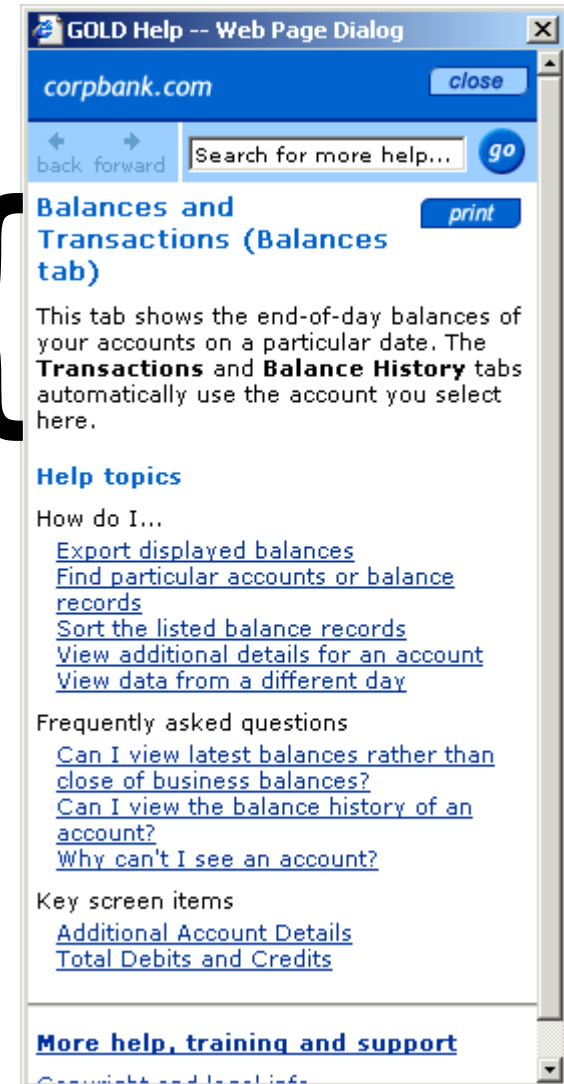 GOLD Help -- Web Page Dialog
corpbank.com
close
back forward
Search for more help...
go
Balances and
Transactions (Balances
tab)
print
This tab shows the end-of-day balances of
your accounts on a particular date. The
Transactions and Balance History tabs
automatically use the account you select
here.
Help topics
How do I...
Export displayed balances
Find particular accounts or balance
records
Sort the listed balance records
View additional details for an account
View data from a different day
Frequently asked questions
Can I view latest balances rather than
close of business balances?
Can I view the balance history of an
account?
Why can't I see an account?
Key screen items
Additional Account Details
Total Debits and Credits
More help, training and support
Copyright and legal info